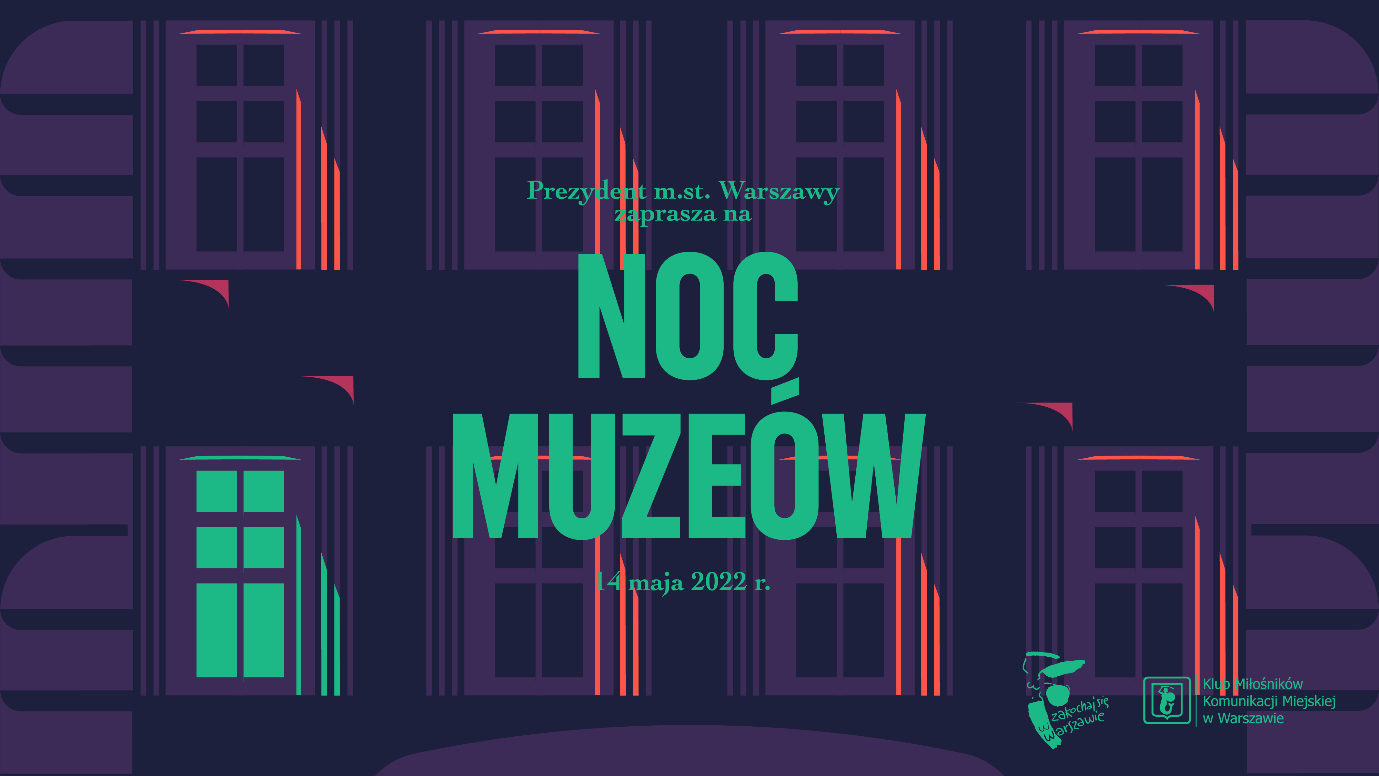 Prezydent m.st. Warszawy
zaprasza na
NOC
MUZEÓW
14 maja 2022 r.
zakochaj się
w Warszawie
Klub Miłośników
Komunikacji Miejskiej
w Warszawie